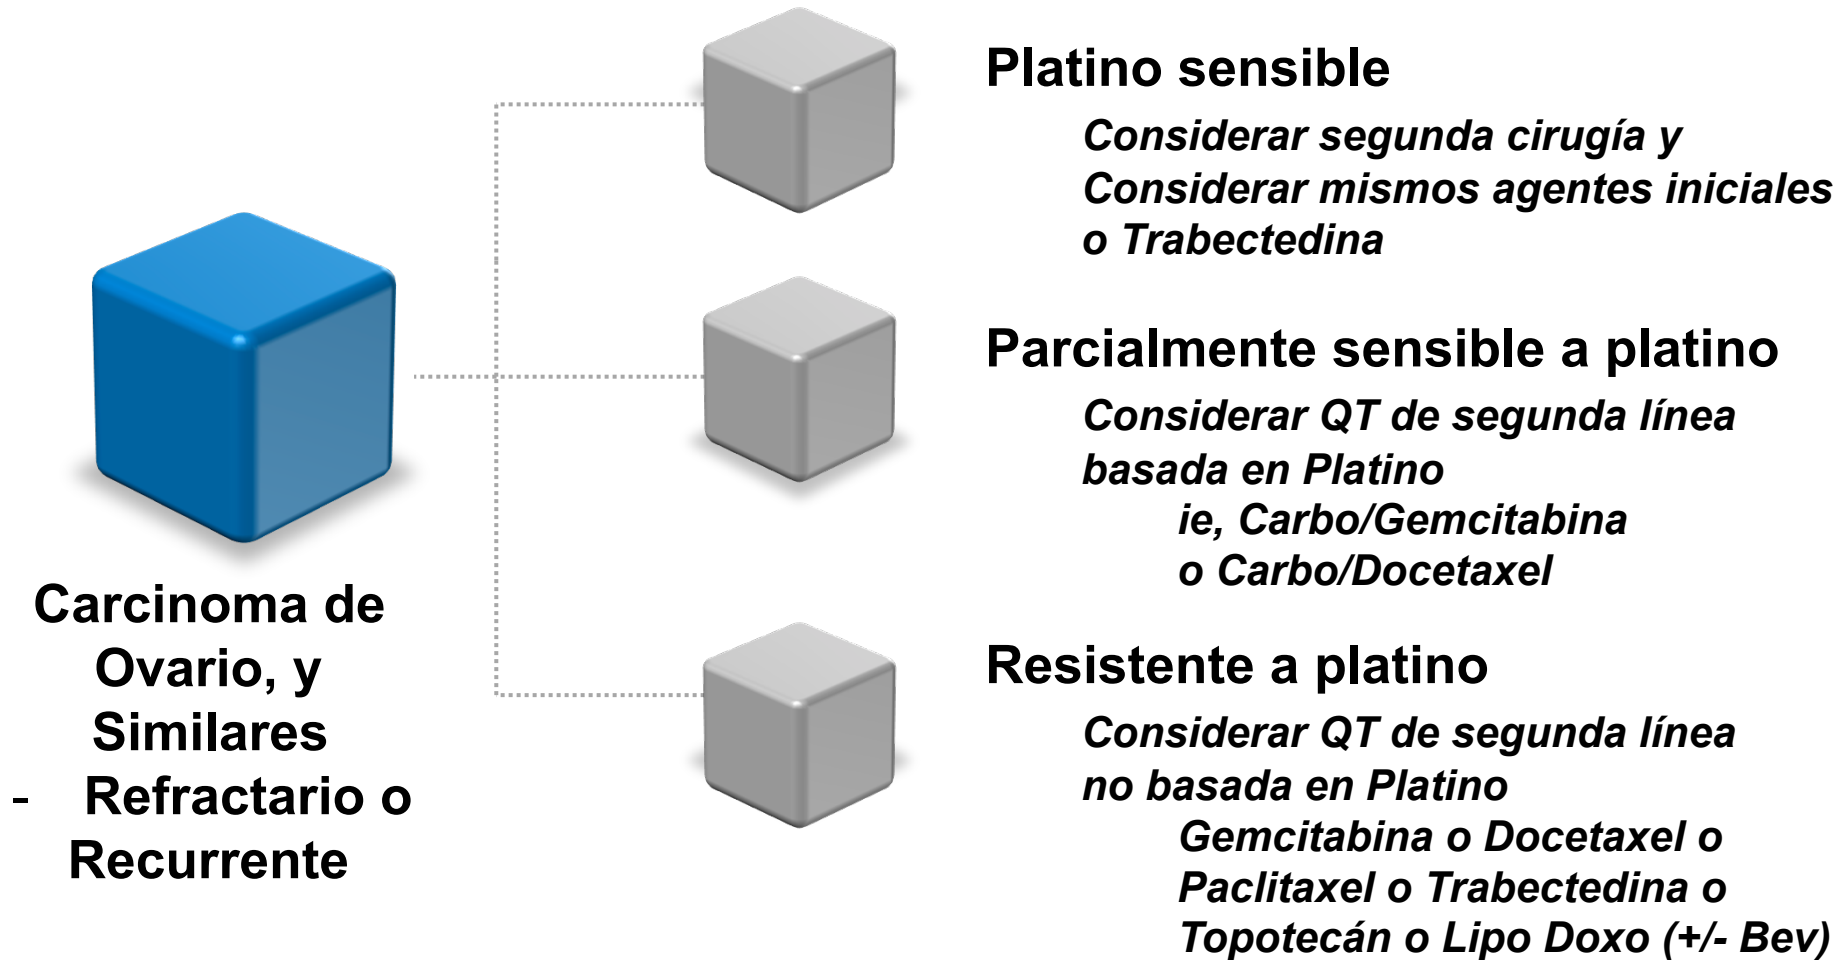 Carcinoma de
Ovario, y
Similares
- Refractario o
Recurrente
Platino sensible
Considerar segunda cirugía y
Considerar mismos agentes iniciales
o Trabectedina
Parcialmente sensible a platino
Considerar QT de segunda línea
basada en Platino
ie, Carbo/Gemcitabina
o Carbo/Docetaxel
Resistente a platino
Considerar QT de segunda línea
no basada en Platino
Gemcitabina o Docetaxel o
Paclitaxel o Trabectedina o
Topotecán o Lipo Doxo (+/- Bev)